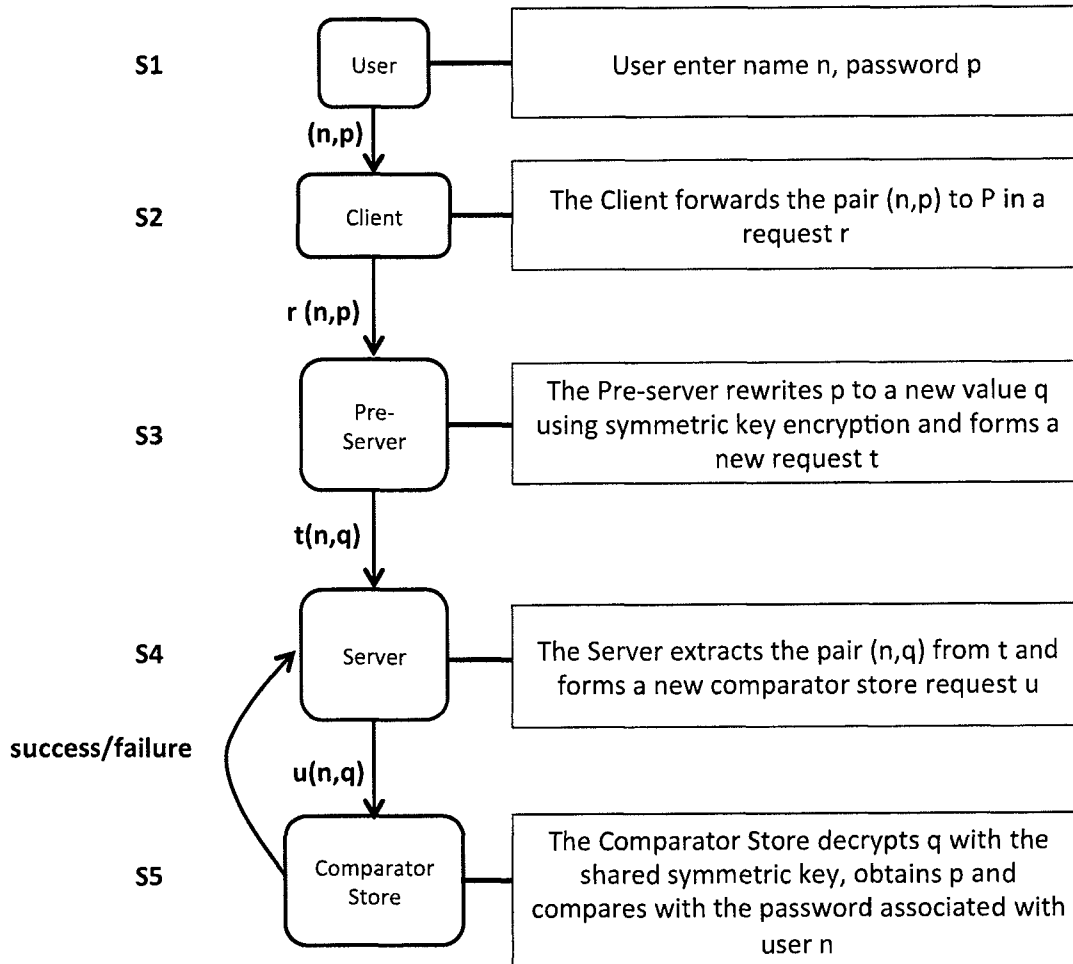 S1
User
User enter name n, password p
(n,p)
S2
Client
The Client forwards the pair (n,p) to P in a
request r
r (n,p)
S3
Pre-
Server
The Pre-server rewrites p to a new value q
using symmetric key encryption and forms a
new request t
t(n,q)
S4
Server
The Server extracts the pair (n,q) from t and
forms a new comparator store request u
success/failure
u(n,q)
S5
Comparator
Store
The Comparator Store decrypts q with the
shared symmetric key, obtains p and
compares with the password associated with
user n